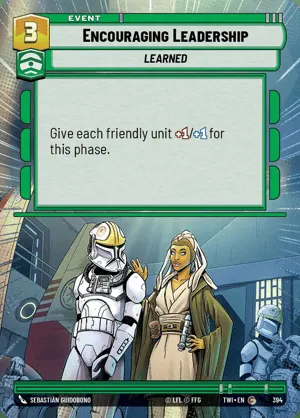 EVENT
3
ENCOURAGING LEADERSHIP
LEARNED
Give each friendly unit +1/+1 for
this phase.
SEBASTIÁN GUIDOBONO
© LFL © FFG
TWI • EN
C
394